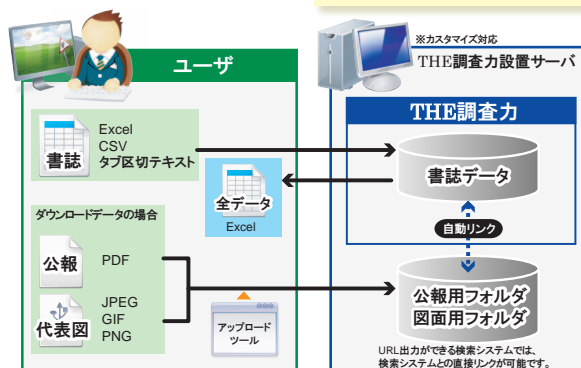 ユーザ
※カスタマイズ対応
THE調査力設置サーバ
THE調査力
書誌
Excel
CSV
タブ区切テキスト
書誌データ
全データ
Excel
自動リンク
ダウンロードデータの場合
公報
PDF
代表図
JPEG
GIF
PNG
アップロード
ツール
公報用フォルダ
図面用フォルダ
URL出力ができる検索システムでは、
検索システムとの直接リンクが可能です。